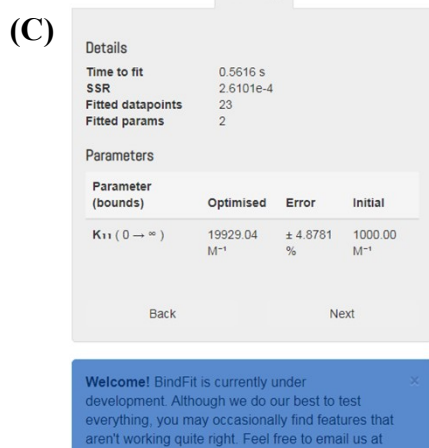 (C)
Details
Time to fit 0.5616 s
SSR 2.6101e-4
Fitted datapoints 23
Fitted params 2
Parameters
Parameter (bounds) Optimised Error Initial
K₁₁ ( 0 → ∞ ) 19929.04 M⁻¹ ± 4.8781 % 1000.00 M⁻¹
Back Next
Welcome! BindFit is currently under ×
development. Although we do our best to test
everything, you may occasionally find features that
aren't working quite right. Feel free to email us at